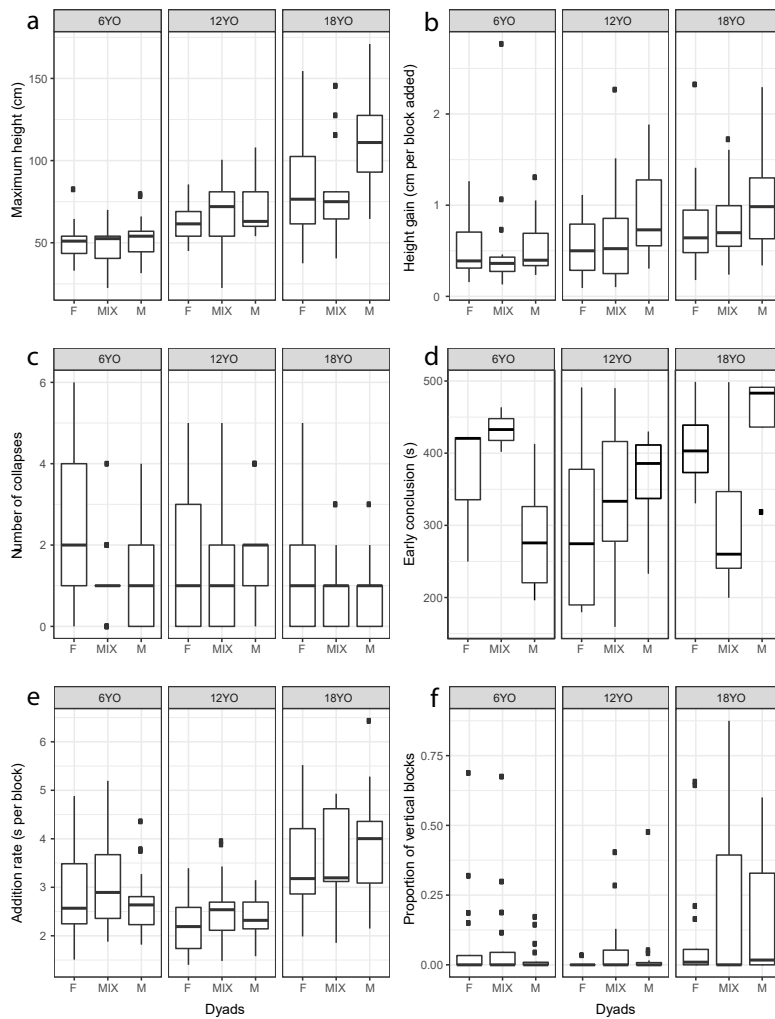 a
6YO 12YO 18YO
Maximum height (cm)
150
100
50
F MIX M F MIX M F MIX M
b
6YO 12YO 18YO
Height gain (cm per block added)
2
1
0
F MIX M F MIX M F MIX M
c
6YO 12YO 18YO
Number of collapses
6
4
2
0
F MIX M F MIX M F MIX M
d
6YO 12YO 18YO
Early conclusion (s)
500
400
300
200
F MIX M F MIX M F MIX M
e
6YO 12YO 18YO
Addition rate (s per block)
6
5
4
3
2
F MIX M F MIX M F MIX M
Dyads
f
6YO 12YO 18YO
Proportion of vertical blocks
0.75
0.50
0.25
0.00
F MIX M F MIX M F MIX M
Dyads